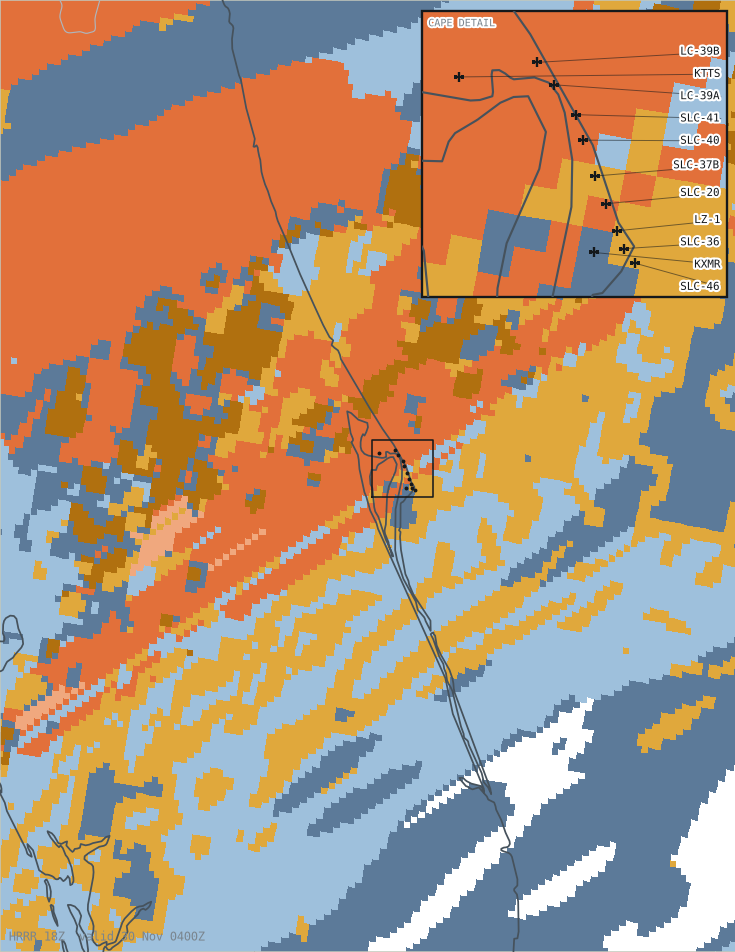 CAPE DETAIL
LC-39B
KTTS
LC-39A
SLC-41
SLC-40
SLC-37B
SLC-20
LZ-1
SLC-36
KXMR
SLC-46
HRRR 18Z valid 30 Nov 0400Z